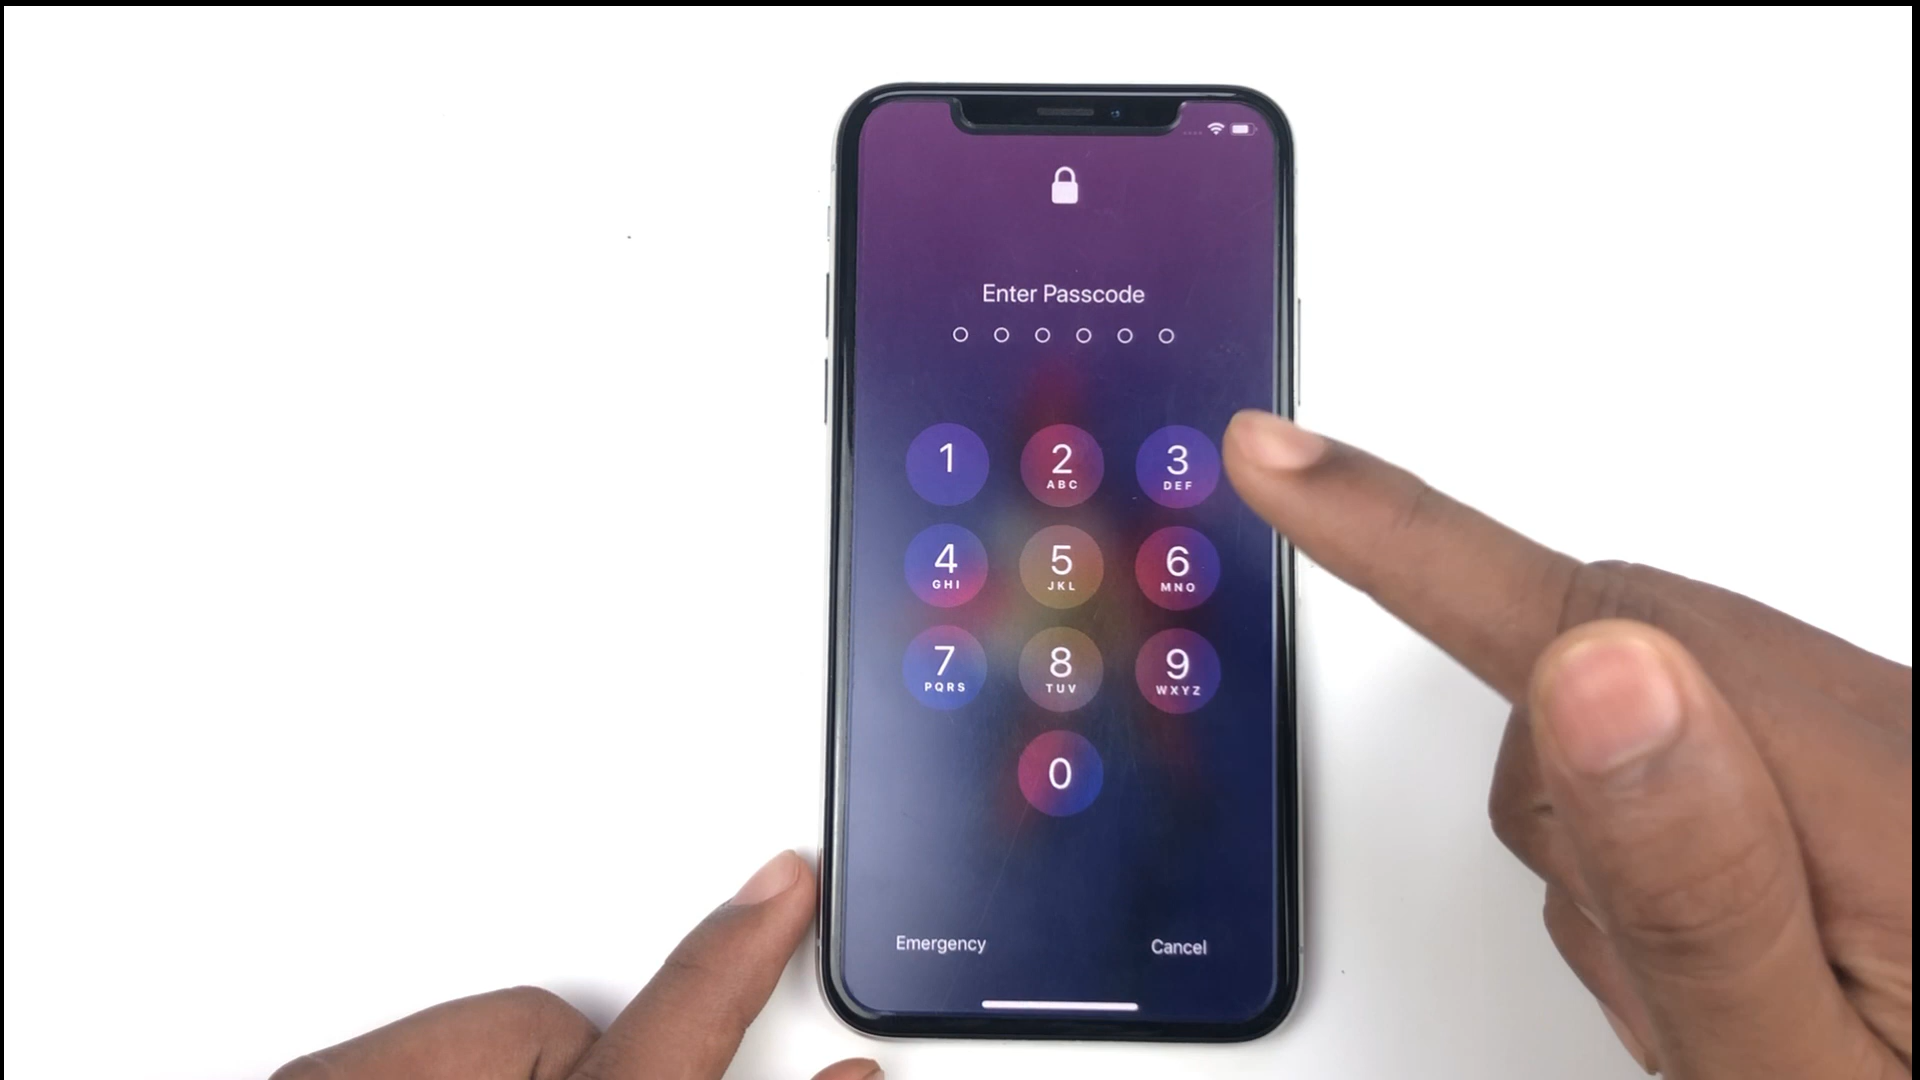 Enter Passcode
1 2 3
ABC DEF
4 5 6
GHI JKL MNO
7 8 9
PQRS TUV WXYZ
0
Emergency Cancel